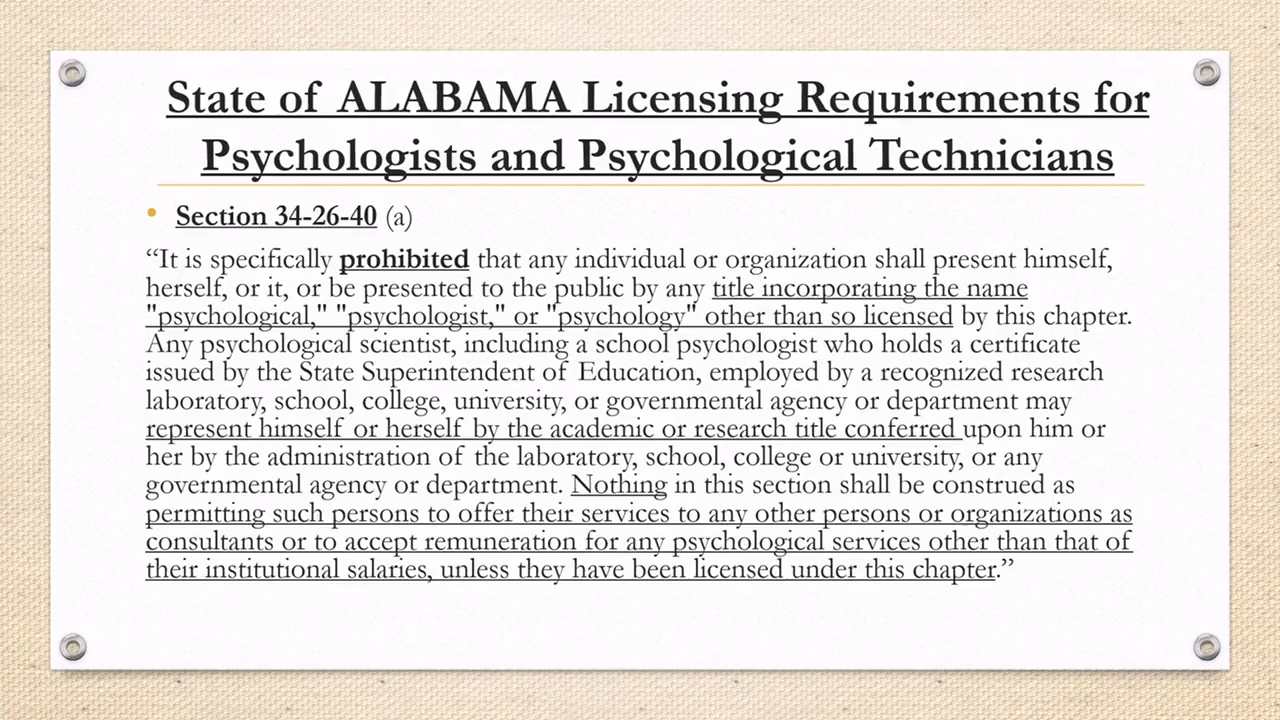 State of ALABAMA Licensing Requirements for
Psychologists and Psychological Technicians
• Section 34-26-40 (a)
“It is specifically prohibited that any individual or organization shall present himself,
herself, or it, or be presented to the public by any title incorporating the name
"psychological," "psychologist," or "psychology" other than so licensed by this chapter.
Any psychological scientist, including a school psychologist who holds a certificate
issued by the State Superintendent of Education, employed by a recognized research
laboratory, school, college, university, or governmental agency or department may
represent himself or herself by the academic or research title conferred upon him or
her by the administration of the laboratory, school, college or university, or any
governmental agency or department. Nothing in this section shall be construed as
permitting such persons to offer their services to any other persons or organizations as
consultants or to accept remuneration for any psychological services other than that of
their institutional salaries, unless they have been licensed under this chapter.”